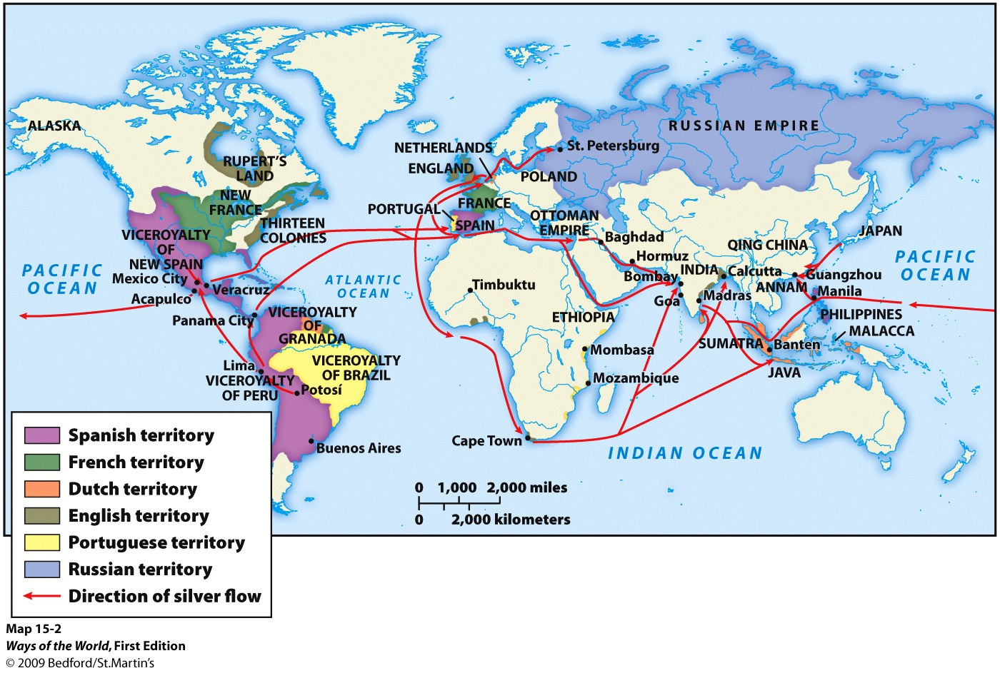 ALASKA
RUPERT'S
LAND
NEW
FRANCE
THIRTEEN
COLONIES
VICEROYALTY
OF
NEW SPAIN
Mexico City
Acapulco
Veracruz
Panama City
PACIFIC
OCEAN
ATLANTIC
OCEAN
VICEROYALTY
OF
GRANADA
VICEROYALTY
OF BRAZIL
Lima
VICEROYALTY
OF PERU
Potosí
Buenos Aires
NETHERLANDS
ENGLAND
PORTUGAL
SPAIN
FRANCE
POLAND
St. Petersburg
RUSSIAN EMPIRE
OTTOMAN
EMPIRE
Baghdad
Hormuz
Timbuktu
ETHIOPIA
Mombasa
Mozambique
Cape Town
Bombay
Goa
INDIA
Calcutta
Madras
QING CHINA
JAPAN
Guangzhou
ANNAM
Manila
PHILIPPINES
MALACCA
SUMATRA
Banten
JAVA
PACIFIC
OCEAN
INDIAN OCEAN
0 1,000 2,000 miles
0 2,000 kilometers
Spanish territory
French territory
Dutch territory
English territory
Portuguese territory
Russian territory
Direction of silver flow
Map 15-2
Ways of the World, First Edition
© 2009 Bedford/St.Martin's